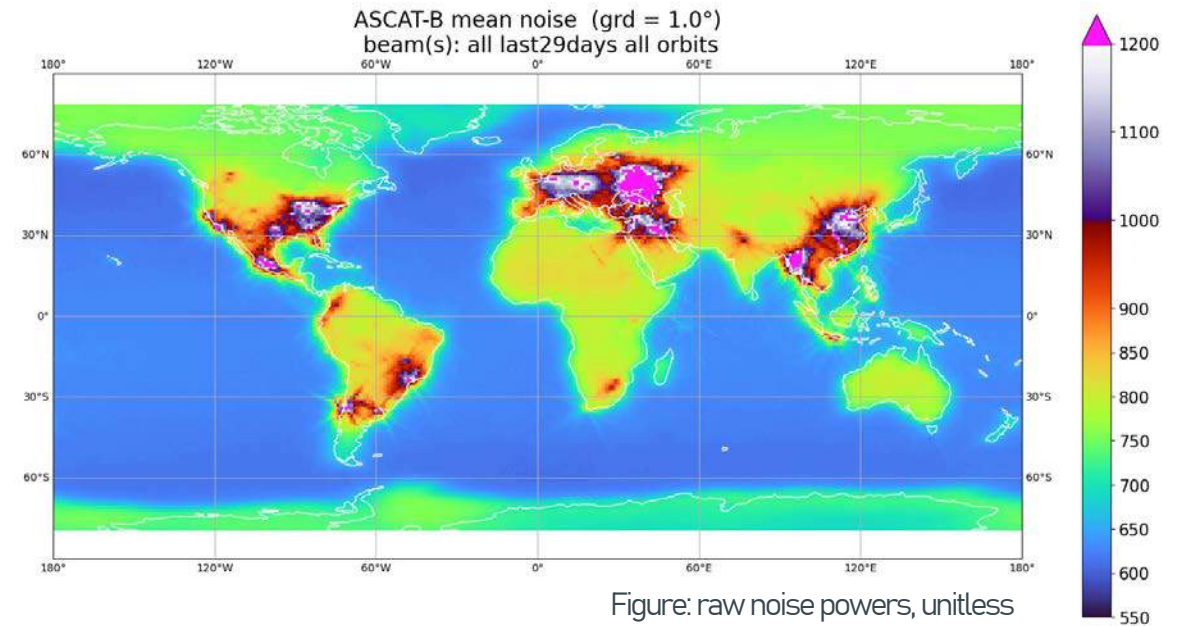 ASCAT-B mean noise (grd = 1.0°)
beam(s): all last29days all orbits
180° 120°W 60°W 0° 60°E 120°E 180°
60°N 60°N
30°N 30°N
0° 0°
30°S 30°S
60°S 60°S
180° 120°W 60°W 0° 60°E 120°E 180°
1200
1100
1000
900
850
800
750
700
650
600
550
Figure: raw noise powers, unitless